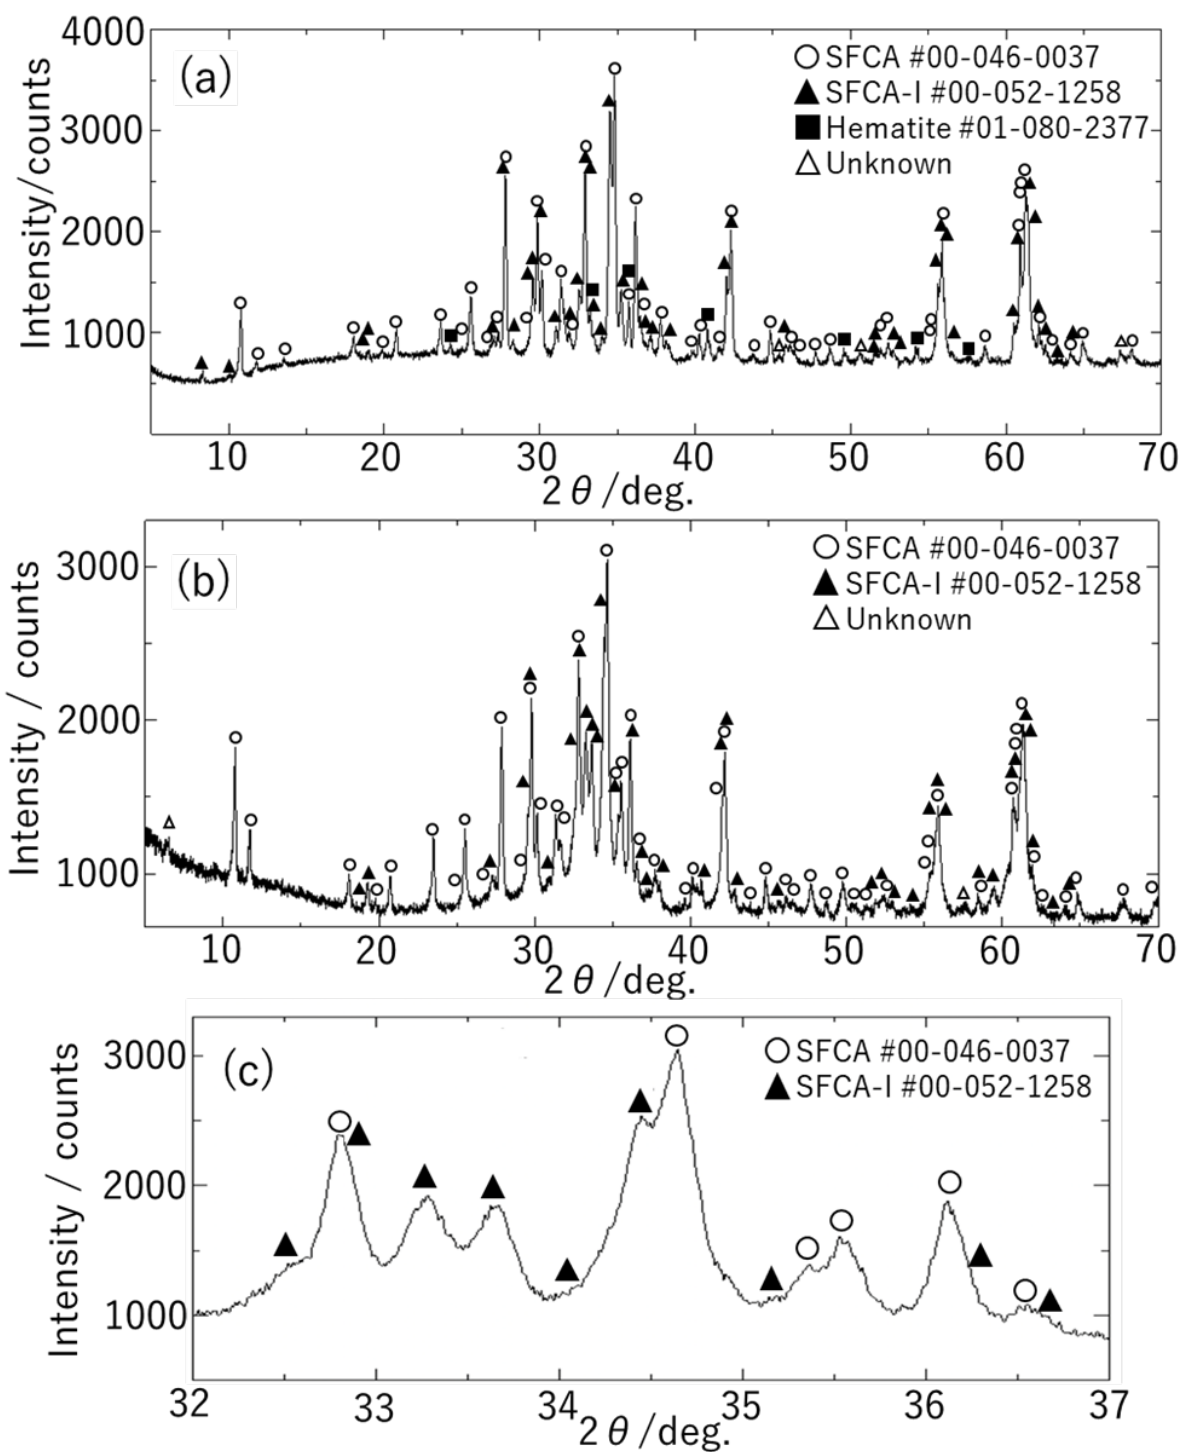 (a)
○ SFCA #00-046-0037
▲ SFCA-I #00-052-1258
■ Hematite #01-080-2377
△ Unknown
Intensity/counts
4000
3000
2000
1000
10 20 30 40 50 60 70
2θ/deg.
(b)
○ SFCA #00-046-0037
▲ SFCA-I #00-052-1258
△ Unknown
Intensity / counts
3000
2000
1000
10 20 30 40 50 60 70
2θ/deg.
(c)
○ SFCA #00-046-0037
▲ SFCA-I #00-052-1258
Intensity / counts
3000
2000
1000
32 33 34 35 36 37
2θ/deg.